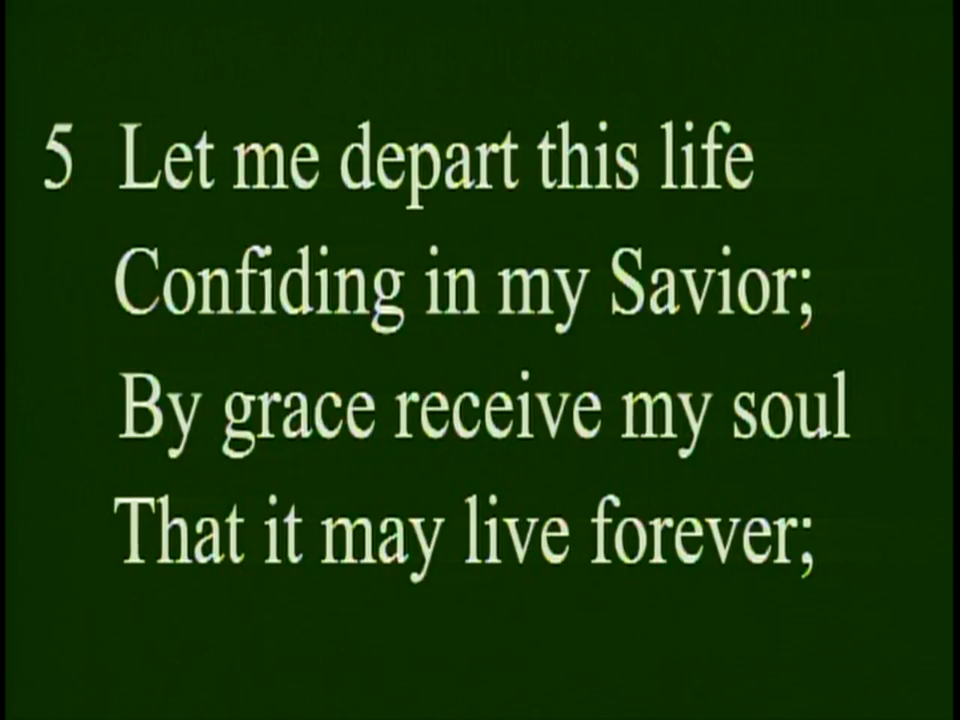 5 Let me depart this life
Confiding in my Savior;
By grace receive my soul
That it may live forever;